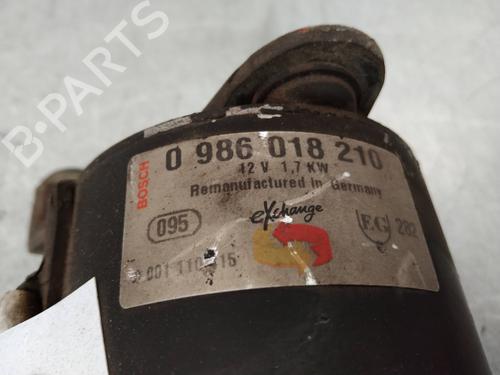 B-PARTS
BOSCH
0 986 018 210
12 V 1,7 KW
Remanufactured in Germany
095
eXchange
F.G
282